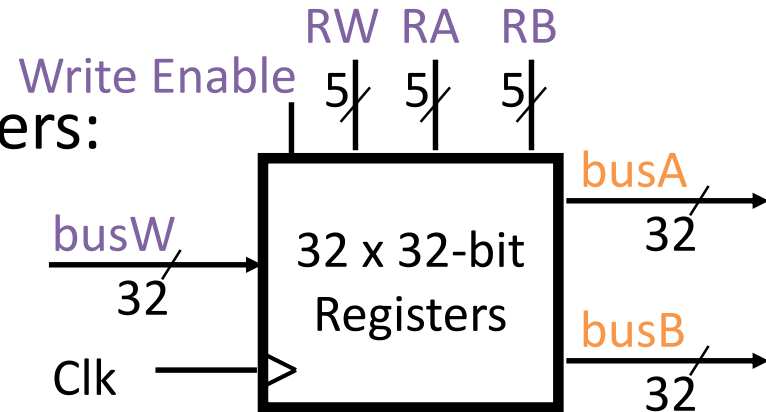 RW RA RB
Write Enable
5 5 5
ers:
busA
32
busW
32
32 x 32-bit
Registers
busB
32
Clk